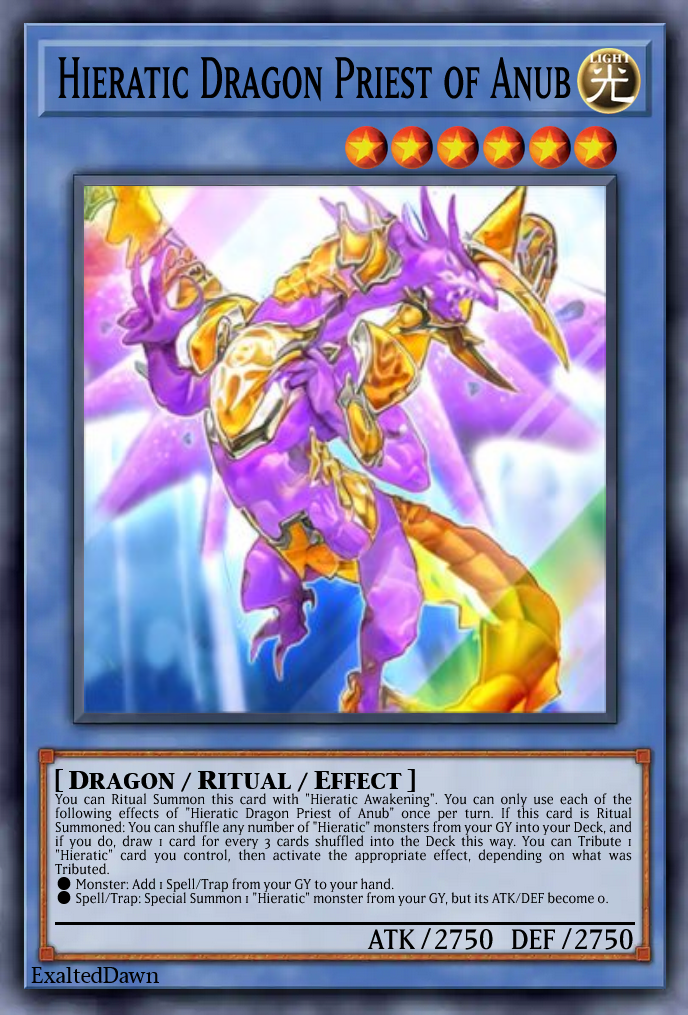 Hieratic Dragon Priest of Anub
LIGHT
光
[ Dragon / Ritual / Effect ]
You can Ritual Summon this card with "Hieratic Awakening". You can only use each of the
following effects of "Hieratic Dragon Priest of Anub" once per turn. If this card is Ritual
Summoned: You can shuffle any number of "Hieratic" monsters from your GY into your Deck, and
if you do, draw 1 card for every 3 cards shuffled into the Deck this way. You can Tribute 1
"Hieratic" card you control, then activate the appropriate effect, depending on what was
Tributed.
● Monster: Add 1 Spell/Trap from your GY to your hand.
● Spell/Trap: Special Summon 1 "Hieratic" monster from your GY, but its ATK/DEF become 0.
ATK/2750 DEF/2750
ExaltedDawn